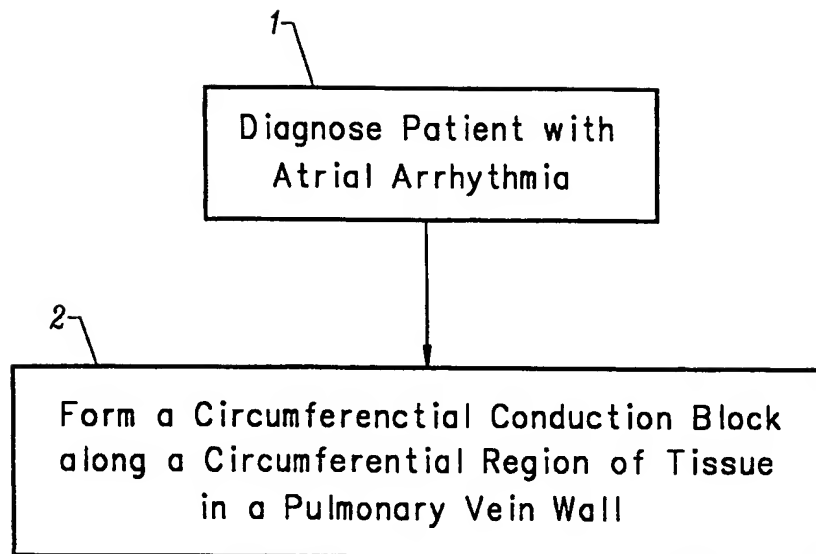 1
Diagnose Patient with
Atrial Arrhythmia
2
Form a Circumferenctial Conduction Block
along a Circumferential Region of Tissue
in a Pulmonary Vein Wall